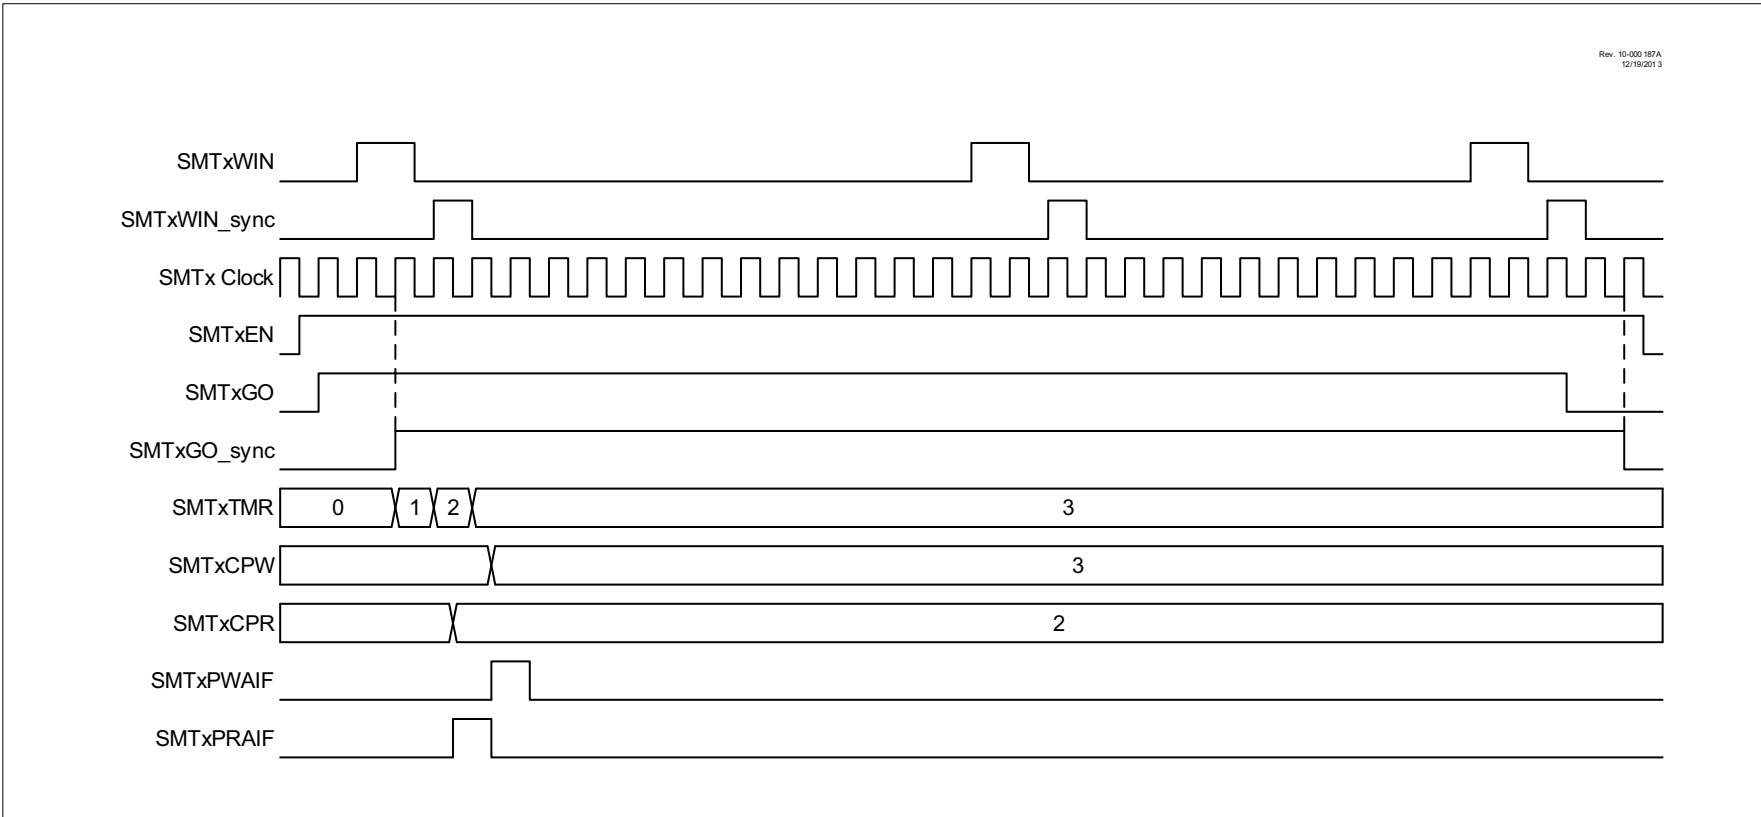 Rev. 10-000 187A
12/19/201 3
SMTxWIN
SMTxWIN_sync
SMTx Clock
SMTxEN
SMTxGO
SMTxGO_sync
SMTxTMR 0 1 2 3
SMTxCPW 3
SMTxCPR 2
SMTxPWAIF
SMTxPRAIF